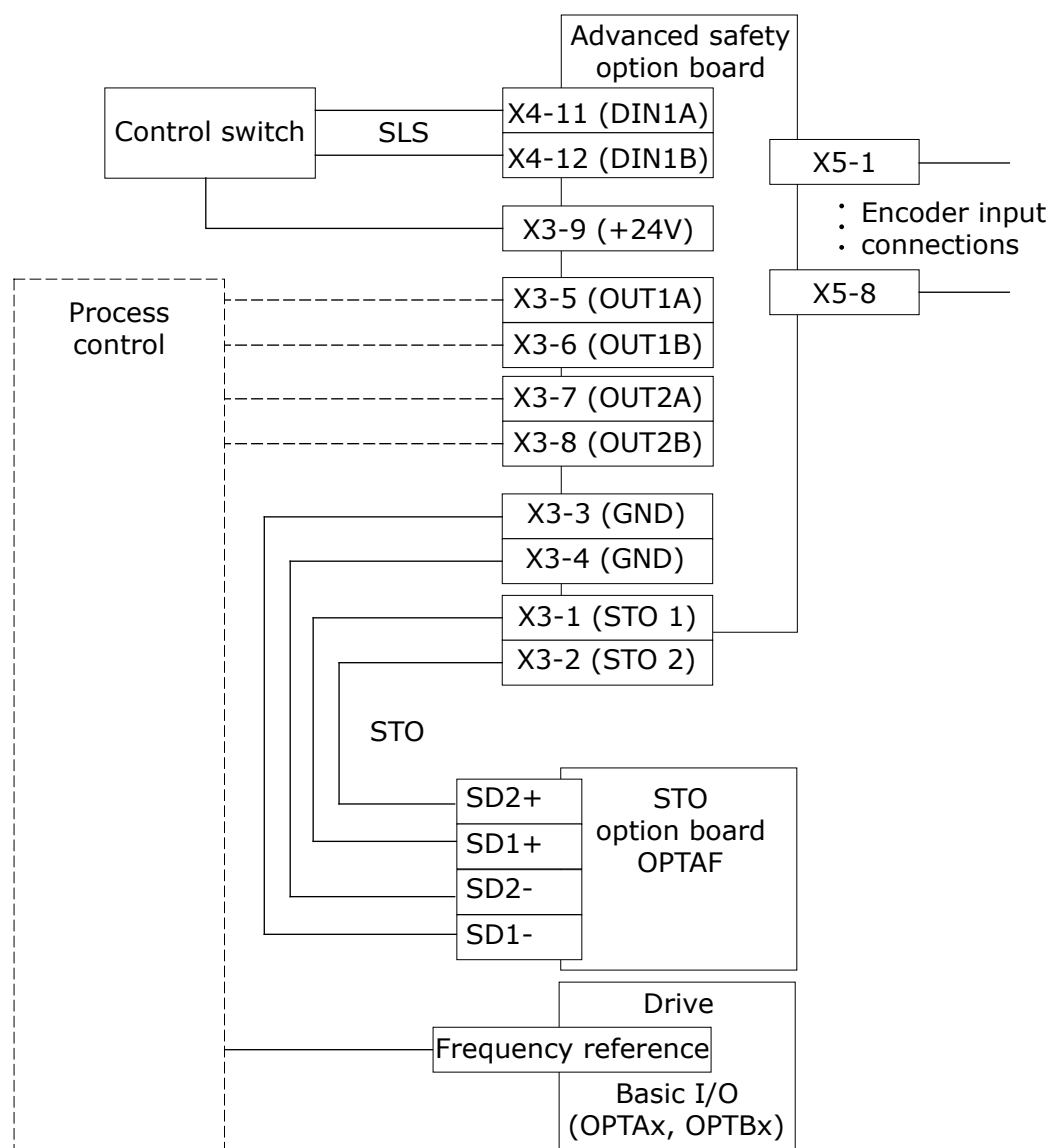 Advanced safety
option board
Control switch
SLS
X4-11 (DIN1A)
X4-12 (DIN1B)
X3-9 (+24V)
X5-1
Encoder input
connections
X5-8
Process
control
X3-5 (OUT1A)
X3-6 (OUT1B)
X3-7 (OUT2A)
X3-8 (OUT2B)
X3-3 (GND)
X3-4 (GND)
X3-1 (STO 1)
X3-2 (STO 2)
STO
SD2+
SD1+
SD2-
SD1-
STO
option board
OPTAF
Drive
Frequency reference
Basic I/O
(OPTAx, OPTBx)